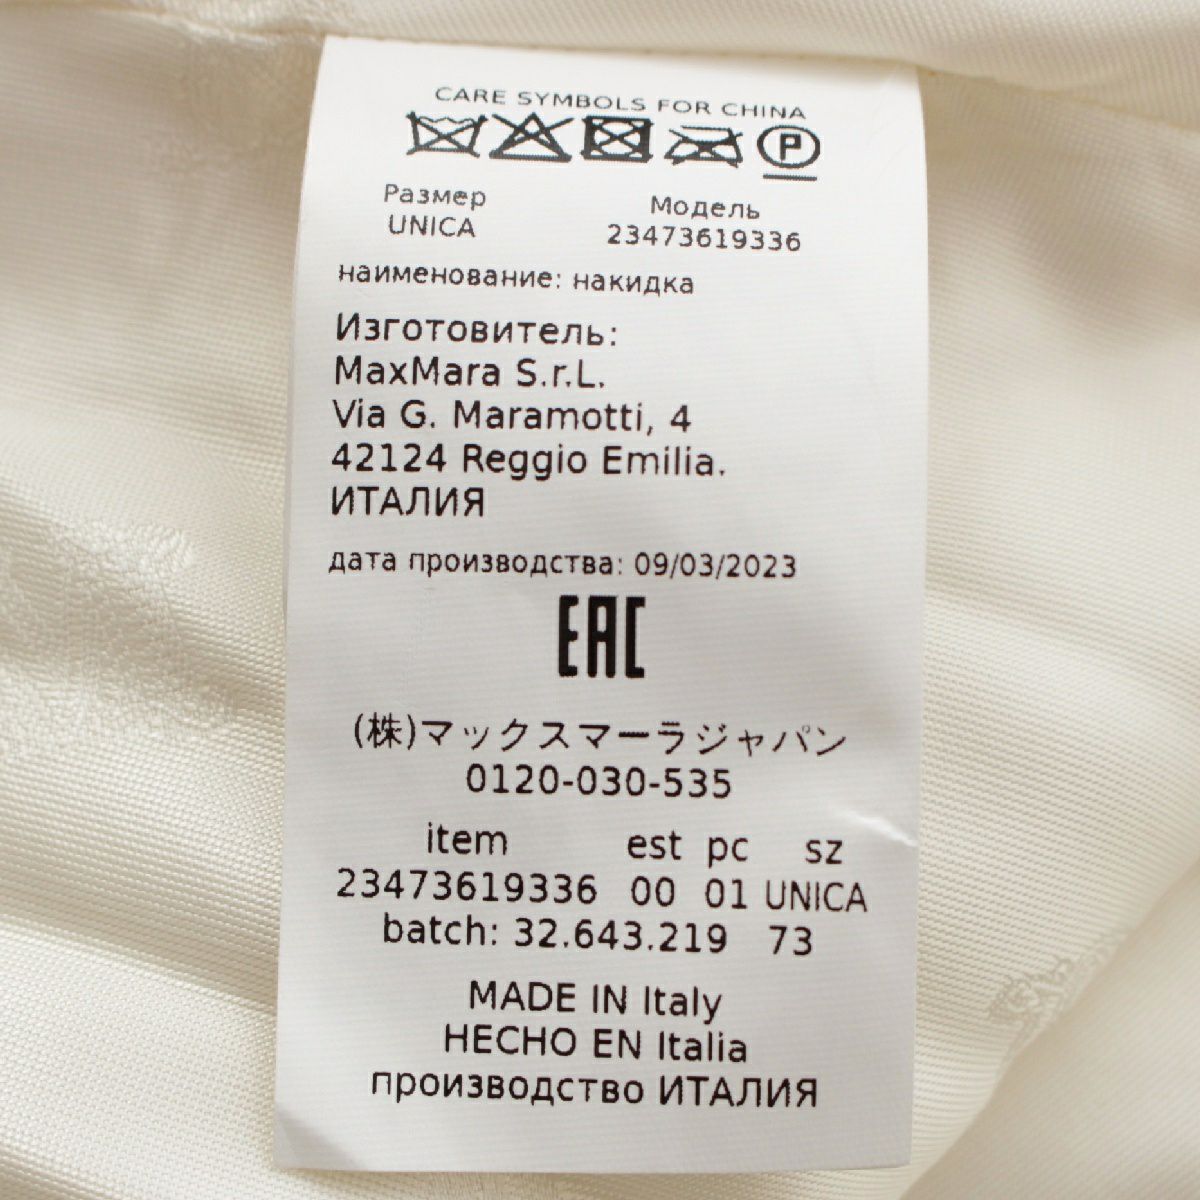 CARE SYMBOLS FOR CHINA
P
Размер Модель
UNICA 23473619336
наименование: накидка
Изготовитель:
MaxMara S.r.L.
Via G. Maramotti, 4
42124 Reggio Emilia.
ИТАЛИЯ
дата производства: 09/03/2023
EAC
(株)マックスマーラジャパン
0120-030-535
item est pc sz
23473619336 00 01 UNICA
batch: 32.643.219 73
MADE IN Italy
HECHO EN Italia
производство ИТАЛИЯ